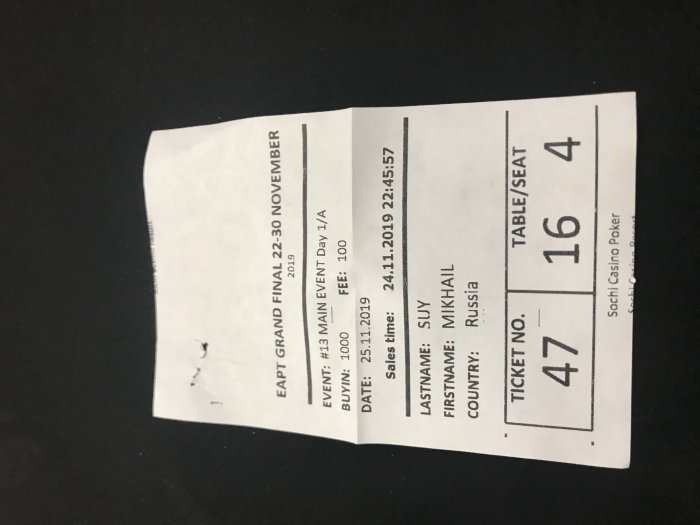 EAPT GRAND FINAL 22-30 NOVEMBER
2019
EVENT: #13 MAIN EVENT Day 1/A
BUYIN: 1000 FEE: 100
DATE: 25.11.2019
Sales time: 24.11.2019 22:45:57
LASTNAME: SUY
FIRSTNAME: MIKHAIL
COUNTRY: Russia
TICKET NO. TABLE/SEAT
47 16 4
Sochi Casino Poker